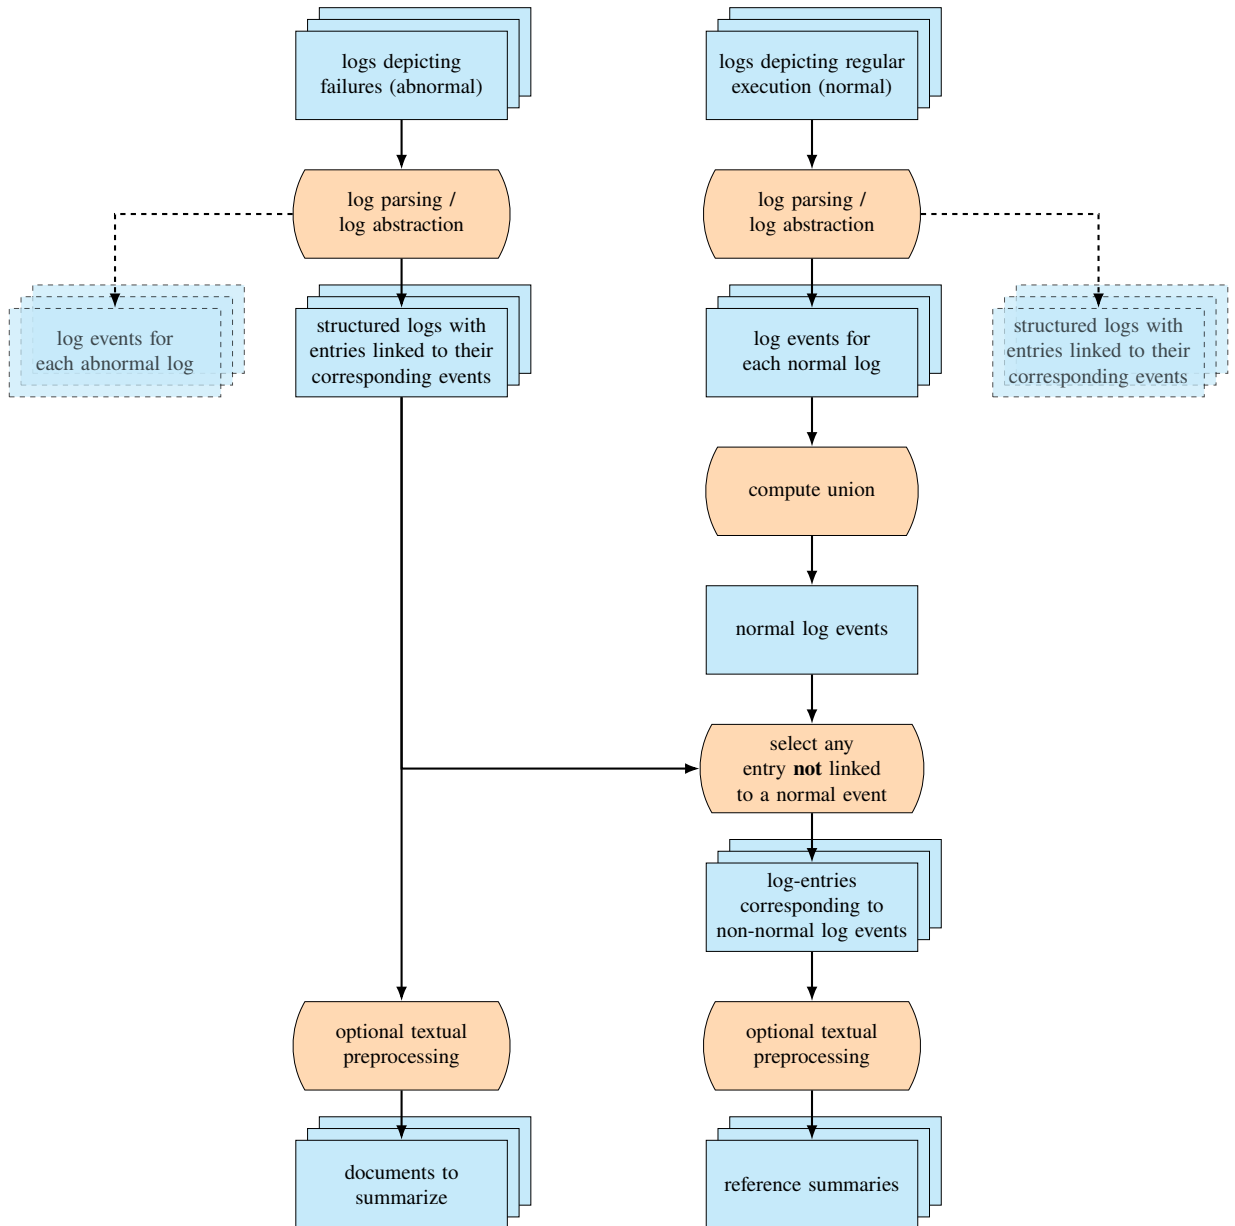 logs depicting
failures (abnormal)
logs depicting regular
execution (normal)
log parsing /
log abstraction
log parsing /
log abstraction
log events for
each abnormal log
structured logs with
entries linked to their
corresponding events
log events for
each normal log
structured logs with
entries linked to their
corresponding events
compute union
normal log events
select any
entry not linked
to a normal event
log-entries
corresponding to
non-normal log events
optional textual
preprocessing
optional textual
preprocessing
documents to
summarize
reference summaries